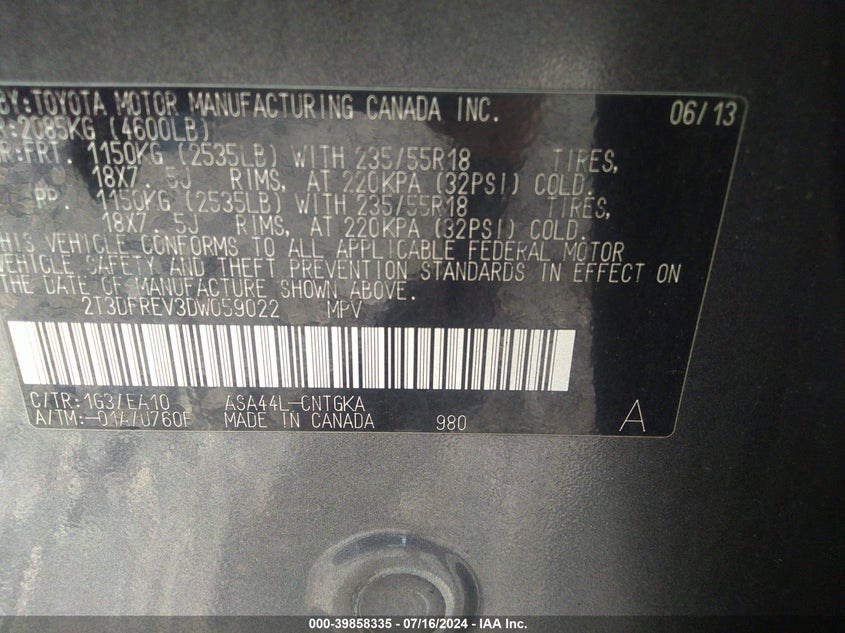 BY:TOYOTA MOTOR MANUFACTURING CANADA INC. 06/13
R:2085KG (4600LB)
R:FRT. 1150KG (2535LB) WITH 235/55R18 TIRES,
18X7.5J RIMS, AT 220KPA (32PSI) COLD.
RR. 1150KG (2535LB) WITH 235/55R18 TIRES,
18X7.5J RIMS, AT 220KPA (32PSI) COLD.
THIS VEHICLE CONFORMS TO ALL APPLICABLE FEDERAL MOTOR
VEHICLE SAFETY AND THEFT PREVENTION STANDARDS IN EFFECT ON
THE DATE OF MANUFACTURE SHOWN ABOVE.
2T3DFREV3DW059022 MPV
C/TR:1G3/EA10 ASA44L-CNTGKA
A/TM:-01A/U760F MADE IN CANADA 980 A
000-39858335 - 07/16/2024 - IAA Inc.